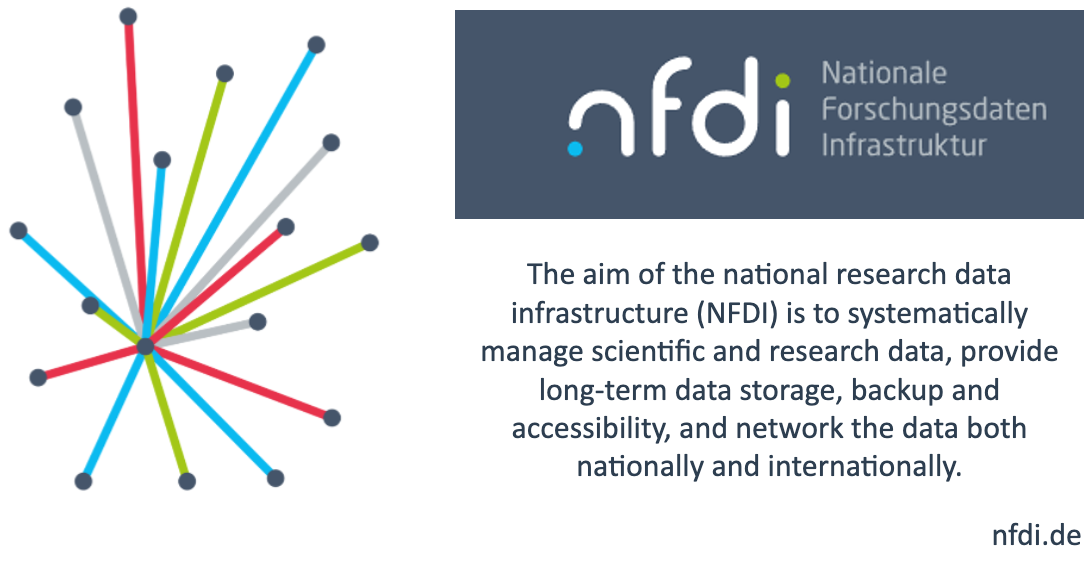 nfdi
Nationale
Forschungsdaten
Infrastruktur
The aim of the national research data
infrastructure (NFDI) is to systematically
manage scientific and research data, provide
long-term data storage, backup and
accessibility, and network the data both
nationally and internationally.
nfdi.de